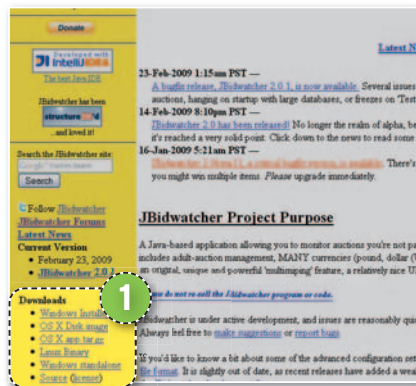 Donate
Developed with
IntelliJ IDEA
The best Java IDE
JBidwatcher has been
structure
...and loved it!
Search the JBidwatcher site:
Search
Follow JBidwatcher
JBidwatcher Forums
Latest News
Current Version
• February 23, 2009
• JBidwatcher 2.0.1
Downloads
• Windows Installer
• OS X Disk image
• OS X app tar.gz
• Linux Binary
• Windows standalone
• Source (license)
1
Latest N
23-Feb-2009 1:15am PST —
A bugfix release, JBidwatcher 2.0.1, is now available. Several issues
auctions, hanging on startup with large databases, or freezes on 'Tes
14-Feb-2009 8:10pm PST —
JBidwatcher 2.0 has been released! No longer the realm of alpha, be
it's reached a very solid point. Click down to the news to read some
16-Jan-2009 5:21am PST —
There's
you might win multiple items. Please upgrade immediately.
JBidwatcher Project Purpose
A Java-based application allowing you to monitor auctions you're not pa
includes adult-auction management, MANY currencies (pound, dollar (U
an original, unique and powerful 'multisniping' feature, a relatively nice UI
do not re-sell the JBidwatcher program or code.
JBidwatcher is under active development, and issues are reasonably quic
Always feel free to make suggestions or report bugs
If you'd like to know a bit about some of the advanced configuration set
file format. It is slightly out of date, as recent releases have added a wee